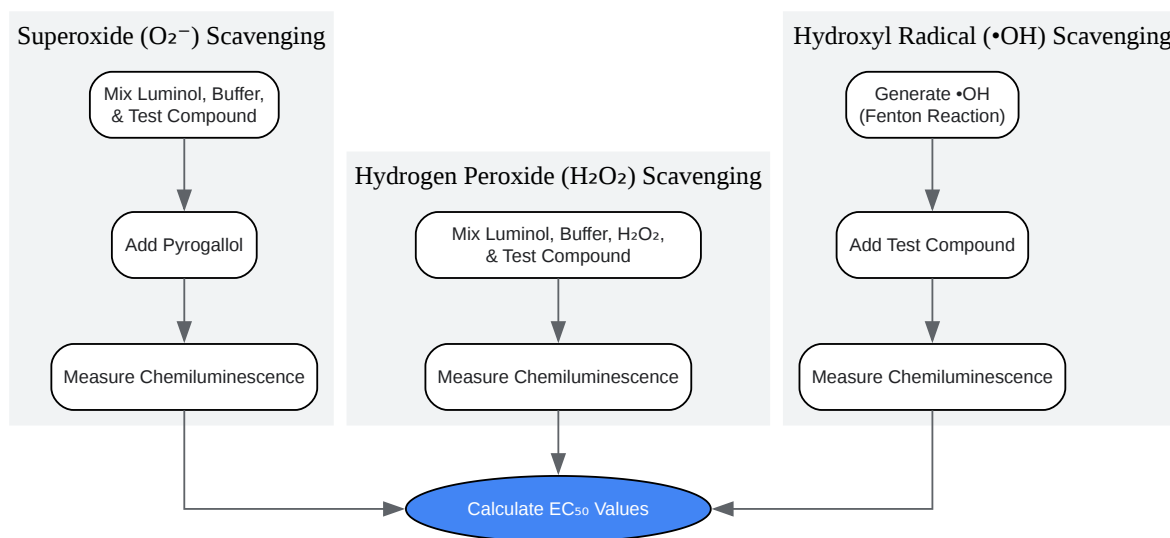 Superoxide (O₂⁻) Scavenging
Mix Luminol, Buffer,
& Test Compound
Add Pyrogallol
Measure Chemiluminescence
Hydrogen Peroxide (H₂O₂) Scavenging
Mix Luminol, Buffer, H₂O₂,
& Test Compound
Measure Chemiluminescence
Hydroxyl Radical (•OH) Scavenging
Generate •OH
(Fenton Reaction)
Add Test Compound
Measure Chemiluminescence
Calculate EC₅₀ Values